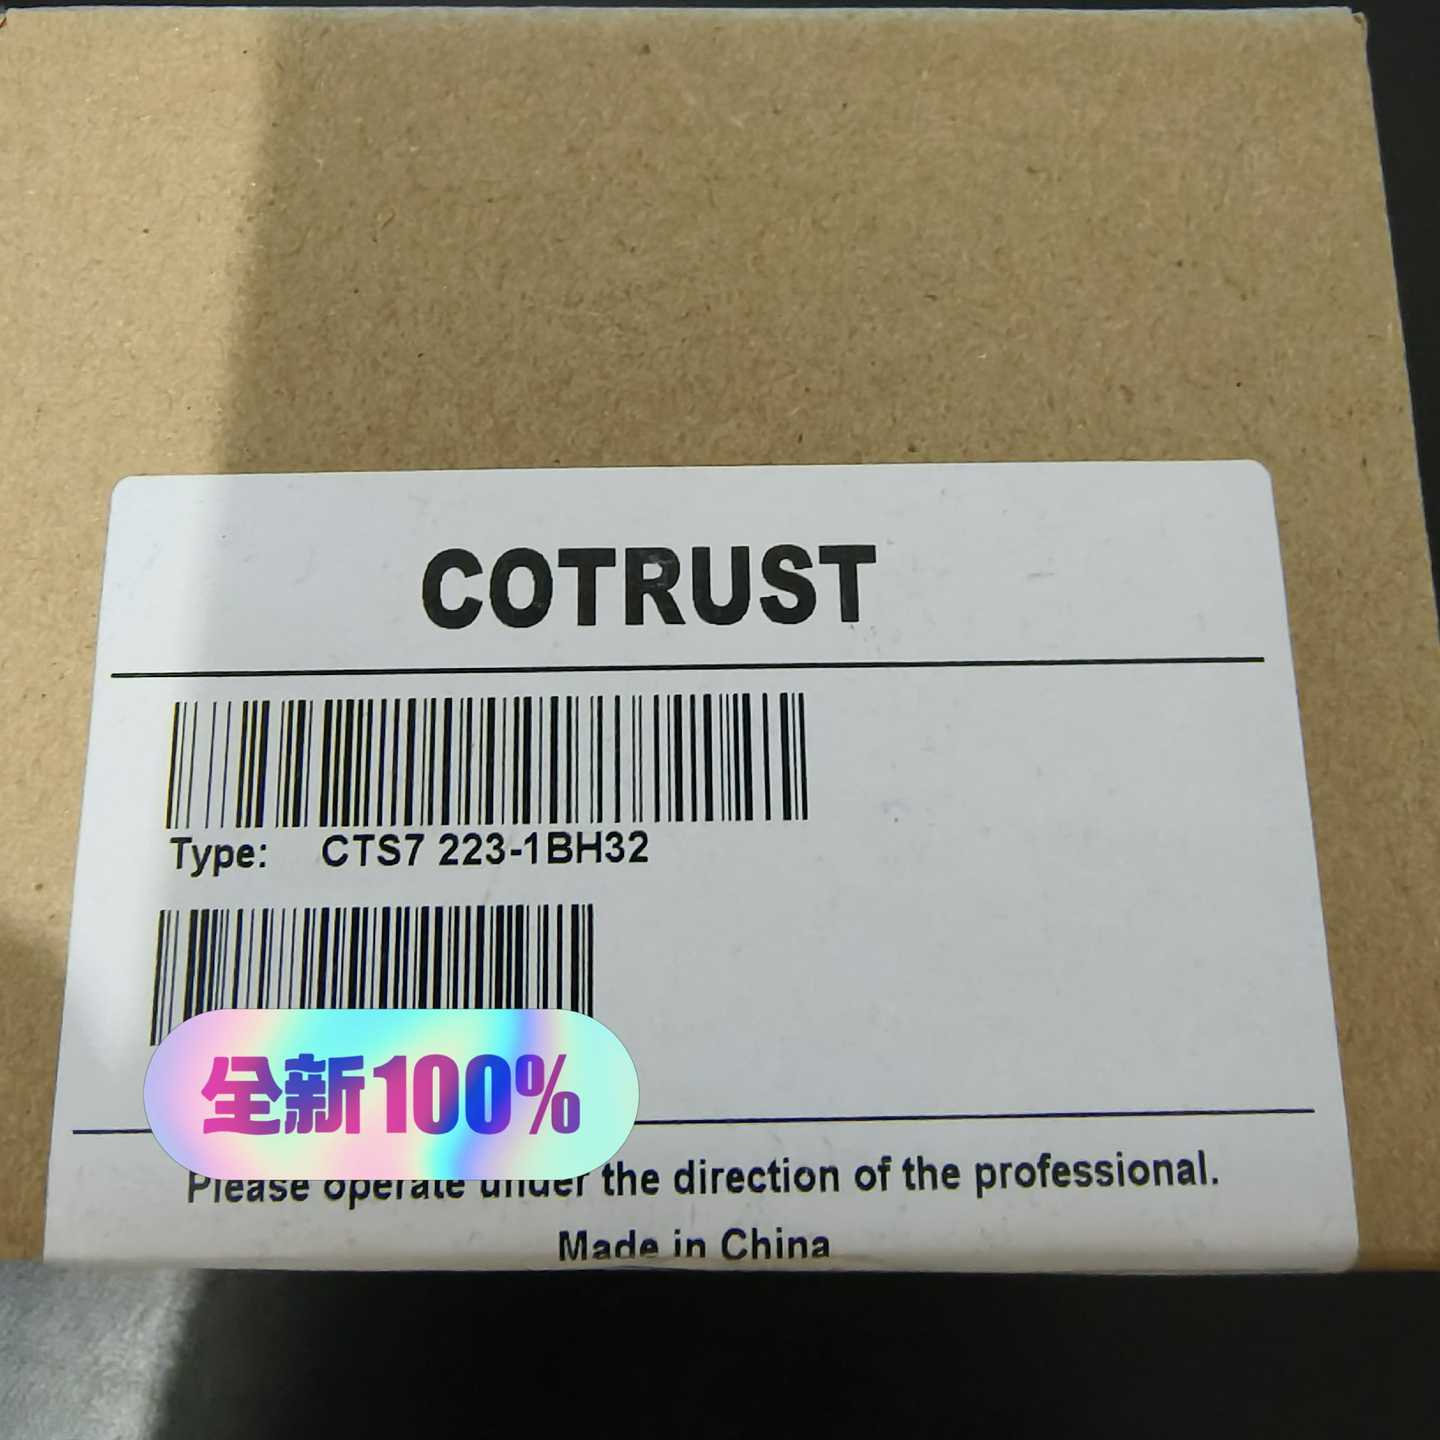 COTRUST
Type: CTS7 223-1BH32
全新100%
Please operate under the direction of the professional.
Made in China